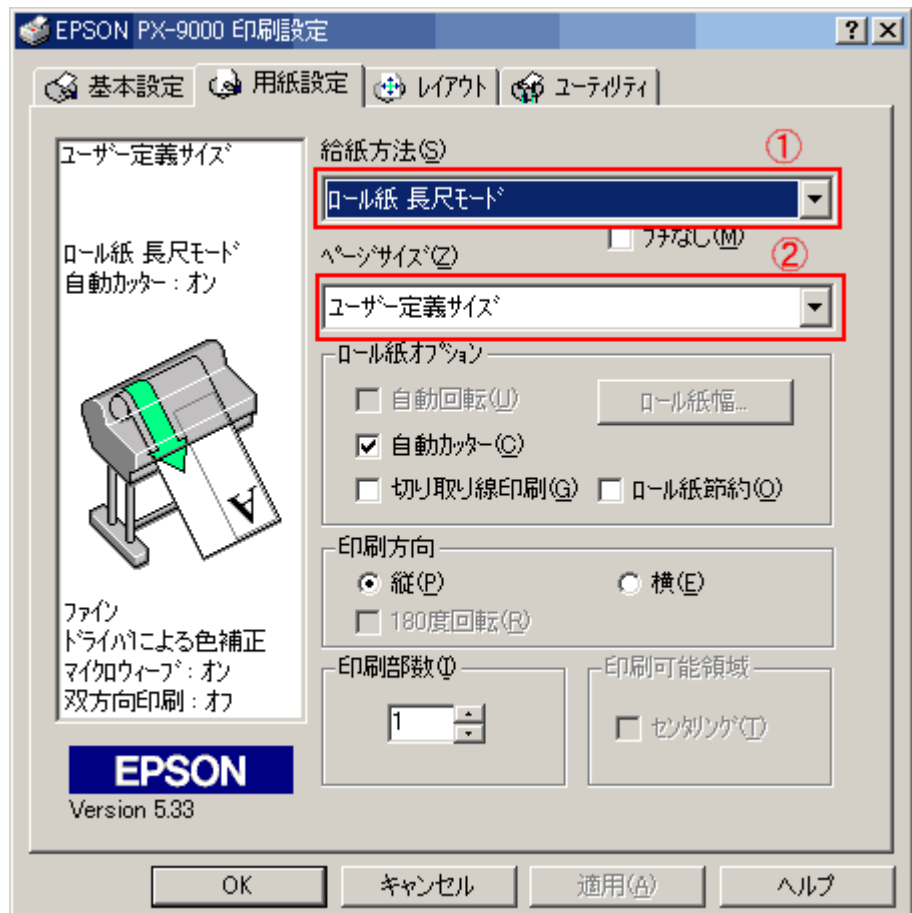 EPSON PX-9000 印刷設定
基本設定 用紙設定 レイアウト ユーティリティ
ユーザー定義サイズ
ロール紙 長尺モード
自動カッター：オン
A
ファイン
ドライバによる色補正
マイクロウィーブ：オン
双方向印刷：オフ
EPSON
Version 5.33
給紙方法(S) ①
ロール紙 長尺モード
フチなし(M)
ページサイズ(Z) ②
ユーザー定義サイズ
ロール紙オプション
自動回転(U) ロール紙幅...
自動カッター(C)
切り取り線印刷(G) ロール紙節約(O)
印刷方向
縦(P) 横(E)
180度回転(R)
印刷部数(I)
1
印刷可能領域
センタリング(T)
OK キャンセル 適用(A) ヘルプ